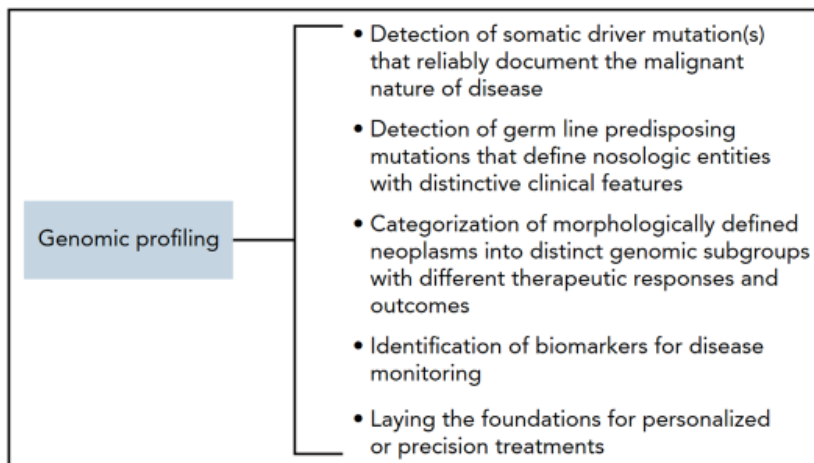 Genomic profiling
• Detection of somatic driver mutation(s)
that reliably document the malignant
nature of disease
• Detection of germ line predisposing
mutations that define nosologic entities
with distinctive clinical features
• Categorization of morphologically defined
neoplasms into distinct genomic subgroups
with different therapeutic responses and
outcomes
• Identification of biomarkers for disease
monitoring
• Laying the foundations for personalized
or precision treatments